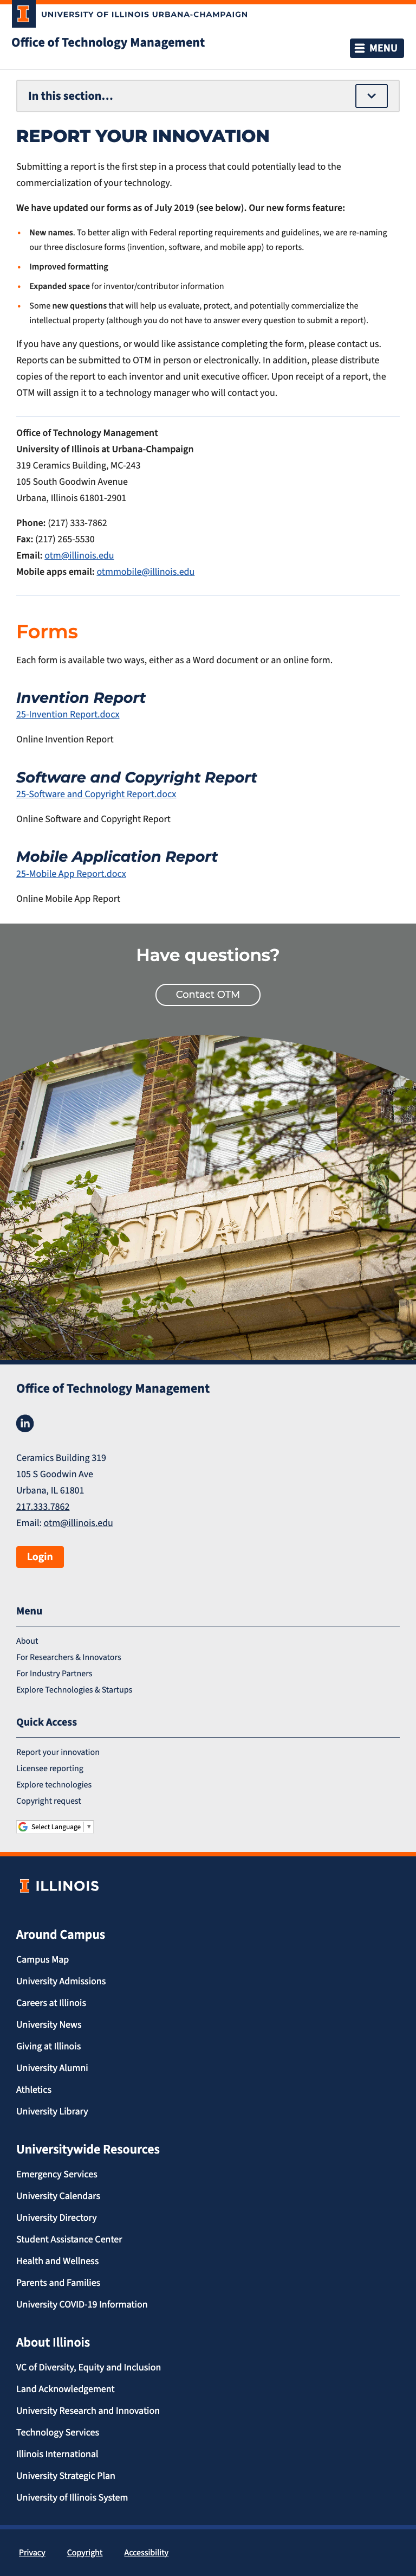 UNIVERSITY OF ILLINOIS URBANA-CHAMPAIGN
Office of Technology Management
MENU
In this section...
REPORT YOUR INNOVATION
Submitting a report is the first step in a process that could potentially lead to the
commercialization of your technology.
We have updated our forms as of July 2019 (see below). Our new forms feature:
• New names. To better align with Federal reporting requirements and guidelines, we are re-naming
our three disclosure forms (invention, software, and mobile app) to reports.
• Improved formatting
• Expanded space for inventor/contributor information
• Some new questions that will help us evaluate, protect, and potentially commercialize the
intellectual property (although you do not have to answer every question to submit a report).
If you have any questions, or would like assistance completing the form, please contact us.
Reports can be submitted to OTM in person or electronically. In addition, please distribute
copies of the report to each inventor and unit executive officer. Upon receipt of a report, the
OTM will assign it to a technology manager who will contact you.
Office of Technology Management
University of Illinois at Urbana-Champaign
319 Ceramics Building, MC-243
105 South Goodwin Avenue
Urbana, Illinois 61801-2901
Phone: (217) 333-7862
Fax: (217) 265-5530
Email: otm@illinois.edu
Mobile apps email: otmmobile@illinois.edu
Forms
Each form is available two ways, either as a Word document or an online form.
Invention Report
25-Invention Report.docx
Online Invention Report
Software and Copyright Report
25-Software and Copyright Report.docx
Online Software and Copyright Report
Mobile Application Report
25-Mobile App Report.docx
Online Mobile App Report
Have questions?
Contact OTM
Office of Technology Management
in
Ceramics Building 319
105 S Goodwin Ave
Urbana, IL 61801
217.333.7862
Email: otm@illinois.edu
Login
Menu
About
For Researchers & Innovators
For Industry Partners
Explore Technologies & Startups
Quick Access
Report your innovation
Licensee reporting
Explore technologies
Copyright request
Select Language ▼
ILLINOIS
Around Campus
Campus Map
University Admissions
Careers at Illinois
University News
Giving at Illinois
University Alumni
Athletics
University Library
Universitywide Resources
Emergency Services
University Calendars
University Directory
Student Assistance Center
Health and Wellness
Parents and Families
University COVID-19 Information
About Illinois
VC of Diversity, Equity and Inclusion
Land Acknowledgement
University Research and Innovation
Technology Services
Illinois International
University Strategic Plan
University of Illinois System
Privacy Copyright Accessibility